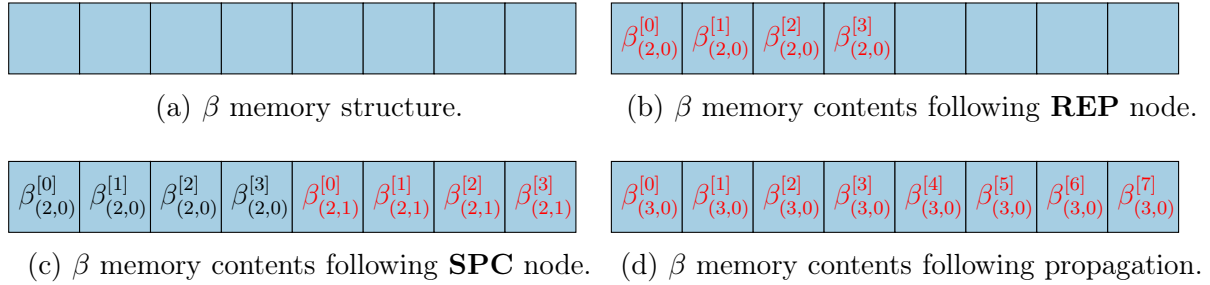 β^{[0]}_{(2,0)} β^{[1]}_{(2,0)} β^{[2]}_{(2,0)} β^{[3]}_{(2,0)}
(a) β memory structure.
(b) β memory contents following REP node.
β^{[0]}_{(2,0)} β^{[1]}_{(2,0)} β^{[2]}_{(2,0)} β^{[3]}_{(2,0)} β^{[0]}_{(2,1)} β^{[1]}_{(2,1)} β^{[2]}_{(2,1)} β^{[3]}_{(2,1)}
(c) β memory contents following SPC node.
β^{[0]}_{(3,0)} β^{[1]}_{(3,0)} β^{[2]}_{(3,0)} β^{[3]}_{(3,0)} β^{[4]}_{(3,0)} β^{[5]}_{(3,0)} β^{[6]}_{(3,0)} β^{[7]}_{(3,0)}
(d) β memory contents following propagation.